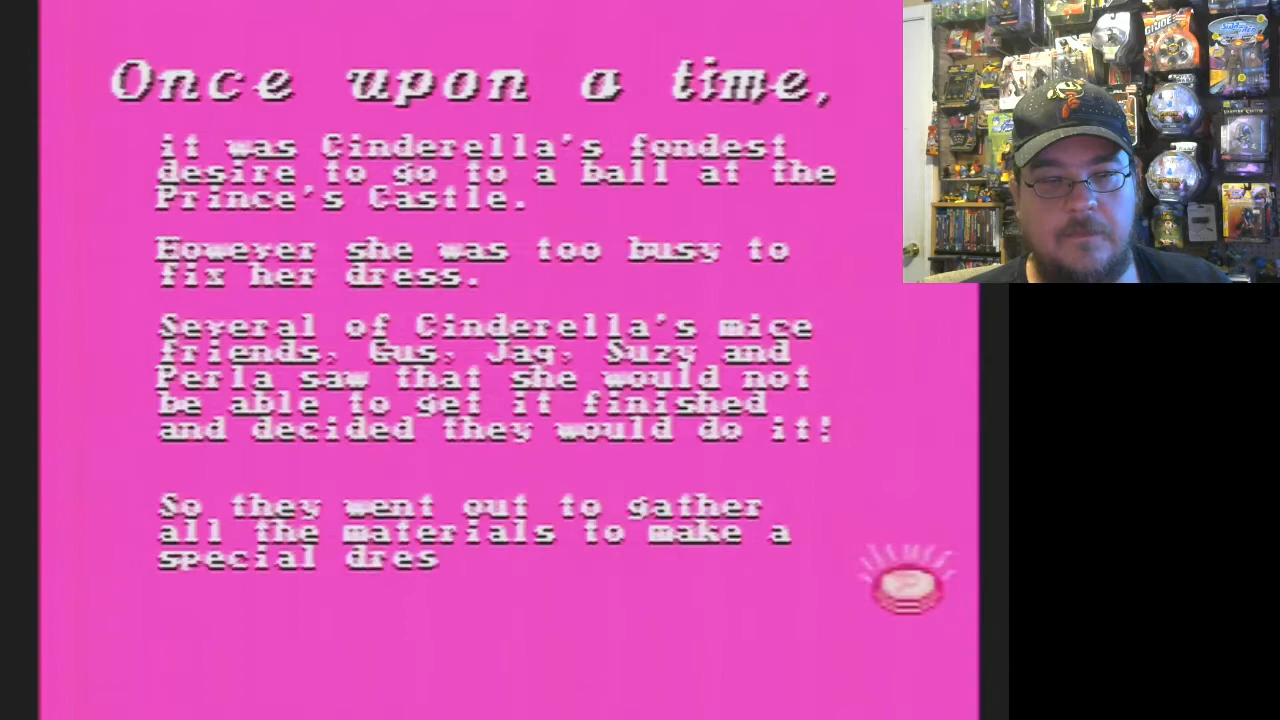 Once upon a time,
it was Cinderella's fondest
desire to go to a ball at the
Prince's Castle.
However she was too busy to
fix her dress.
Several of Cinderella's mice
friends, Gus, Jaq, Suzy and
Perla saw that she would not
be able to get it finished
and decided they would do it!
So they went out to gather
all the materials to make a
special dres
G.I.JOE